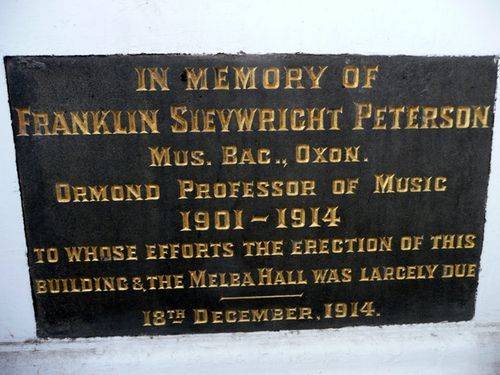 IN MEMORY OF
FRANKLIN SIEVWRIGHT PETERSON
MUS. BAC., OXON.
ORMOND PROFESSOR OF MUSIC
1901 - 1914
TO WHOSE EFFORTS THE ERECTION OF THIS
BUILDING & THE MELBA HALL WAS LARGELY DUE
18TH DECEMBER, 1914.